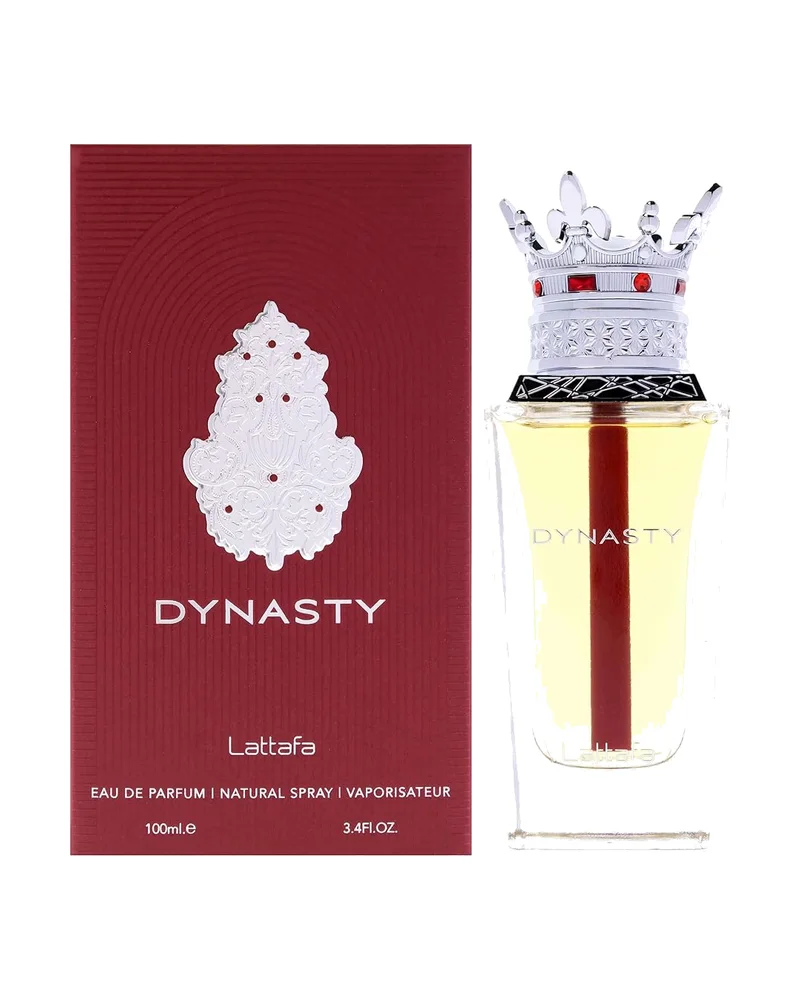 DYNASTY
Lattafa
EAU DE PARFUM | NATURAL SPRAY | VAPORISATEUR
100ml.e 3.4Fl.OZ.
DYNASTY
Lattafa